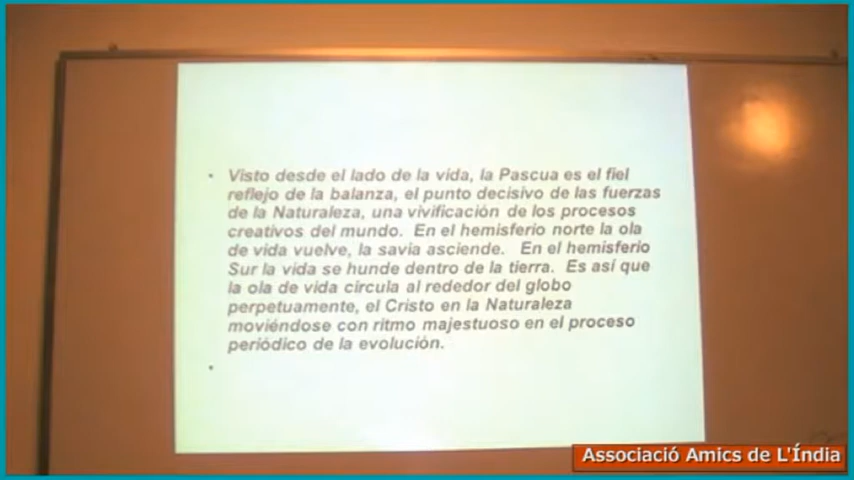 • Visto desde el lado de la vida, la Pascua es el fiel
reflejo de la balanza, el punto decisivo de las fuerzas
de la Naturaleza, una vivificación de los procesos
creativos del mundo. En el hemisferio norte la ola
de vida vuelve, la savia asciende. En el hemisferio
Sur la vida se hunde dentro de la tierra. Es así que
la ola de vida circula al rededor del globo
perpetuamente, el Cristo en la Naturaleza
moviéndose con ritmo majestuoso en el proceso
periódico de la evolución.
•
Associació Amics de L'Índia